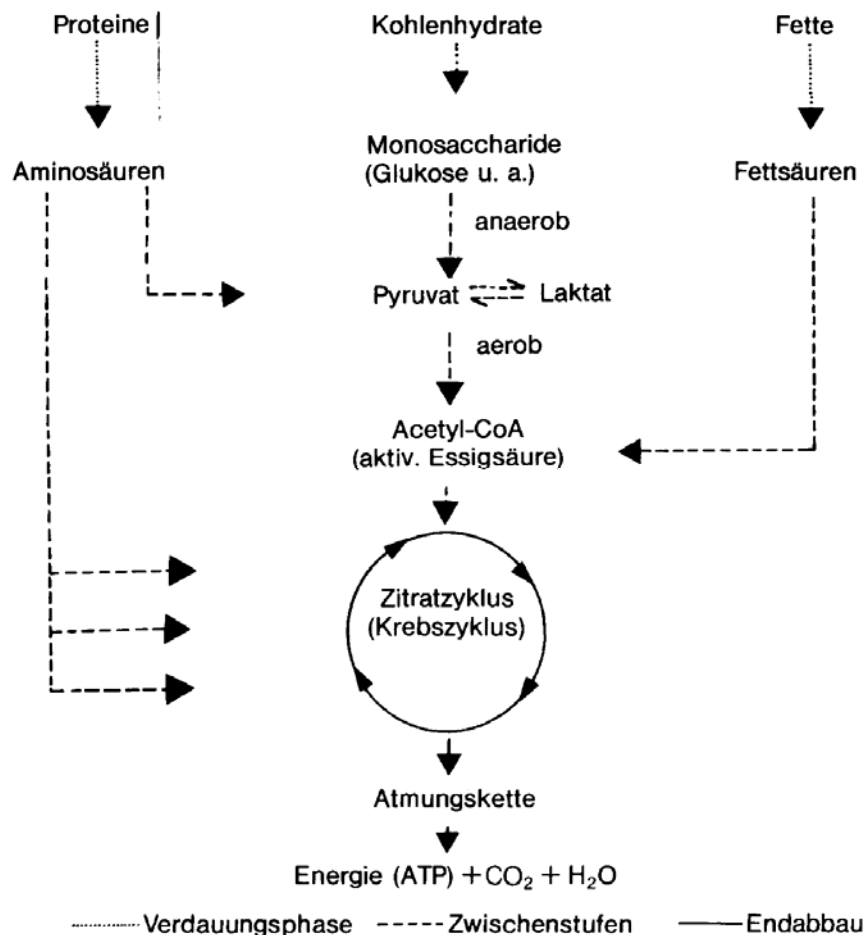 Proteine Kohlenhydrate Fette
Monosaccharide
Aminosäuren (Glukose u. a.) Fettsäuren
anaerob
Pyruvat Laktat
aerob
Acetyl-CoA
(aktiv. Essigsäure)
Zitratzyklus
(Krebszyklus)
Atmungskette
Energie (ATP) + CO₂ + H₂O
Verdauungsphase Zwischenstufen Endabbau